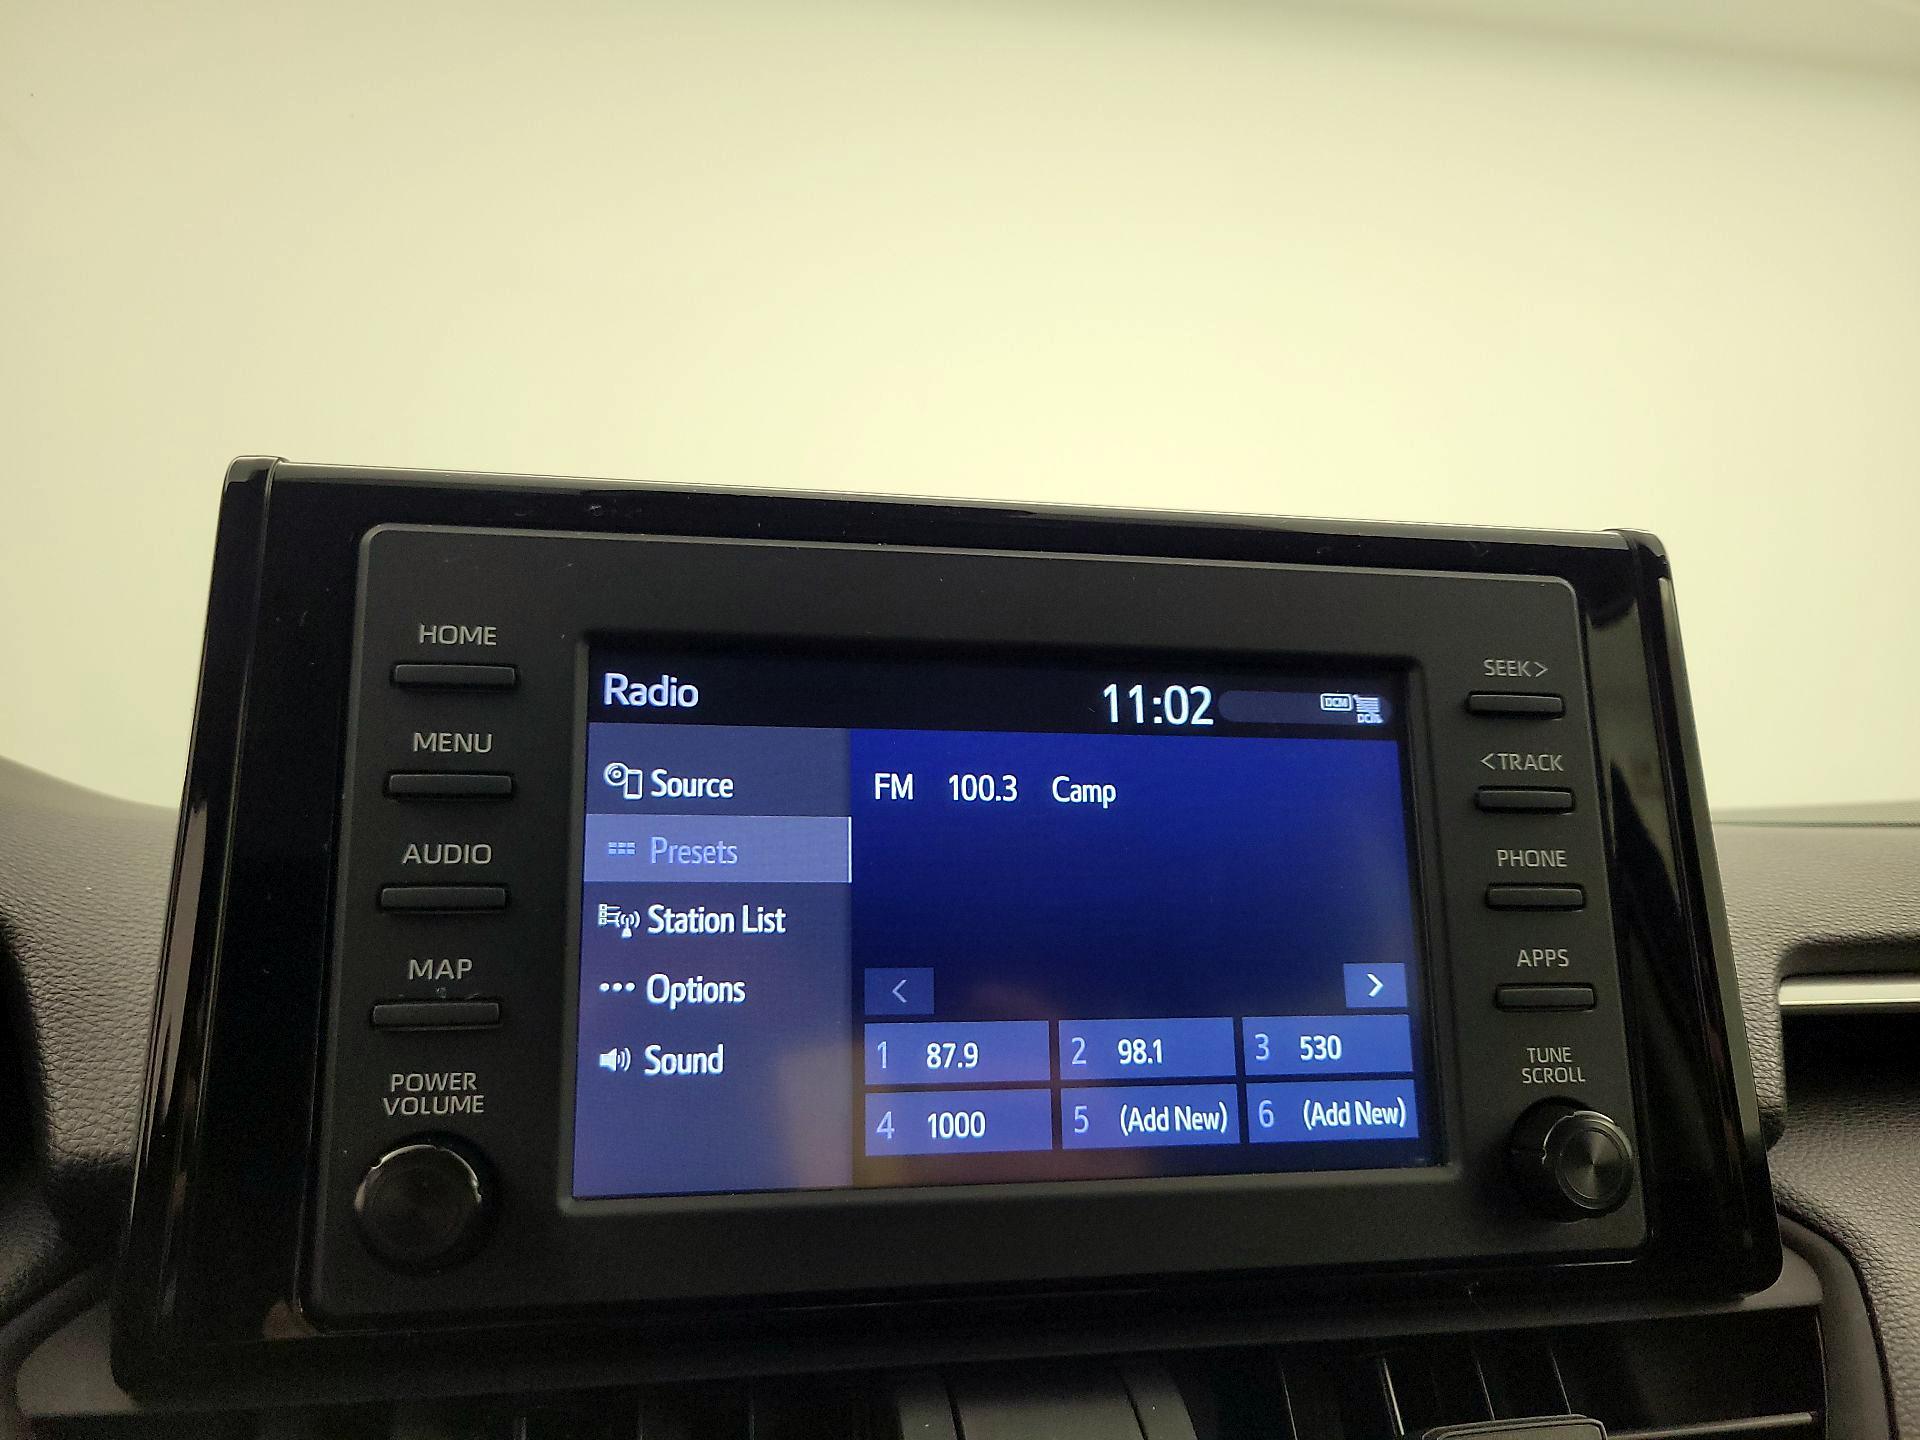 HOME
MENU
AUDIO
MAP
POWER
VOLUME
Radio
11:02
DCM
DCM
Source
Presets
Station List
Options
Sound
FM 100.3 Camp
< >
1 87.9 2 98.1 3 530
4 1000 5 (Add New) 6 (Add New)
SEEK>
<TRACK
PHONE
APPS
TUNE
SCROLL